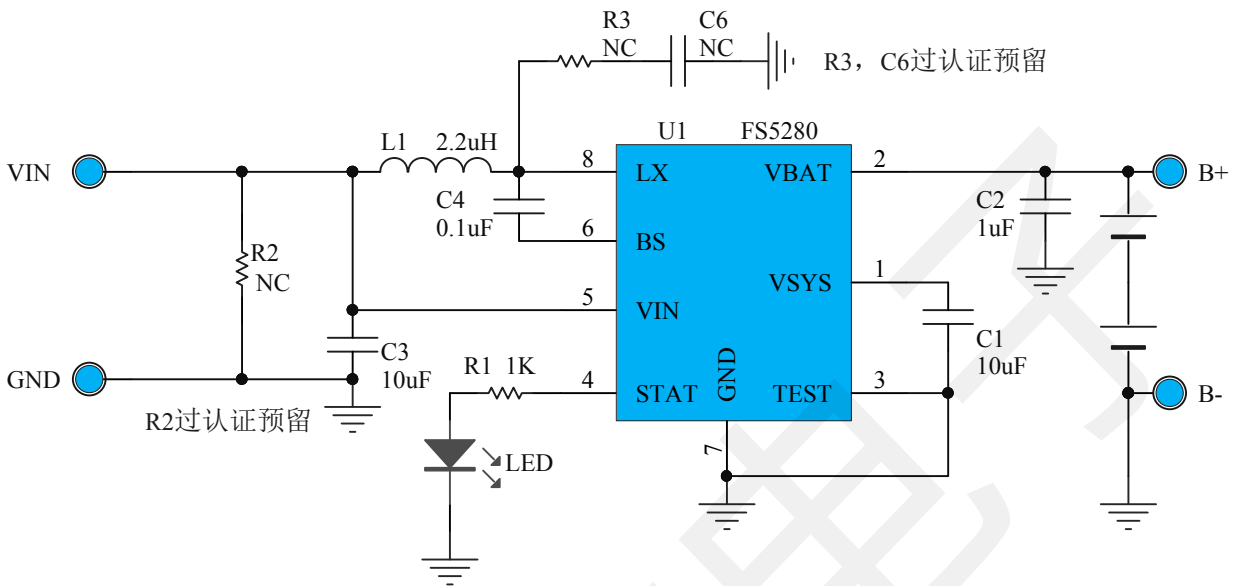 R3
NC
C6
NC
R3，C6过认证预留
L1 2.2uH
U1 FS5280
VIN
8
LX
VBAT
2
B+
C4
0.1uF
C2
1uF
6
BS
R2
NC
VSYS
1
5
VIN
C3
10uF
C1
10uF
GND
R1 1K
4
STAT
GND
TEST
3
B-
R2过认证预留
7
LED